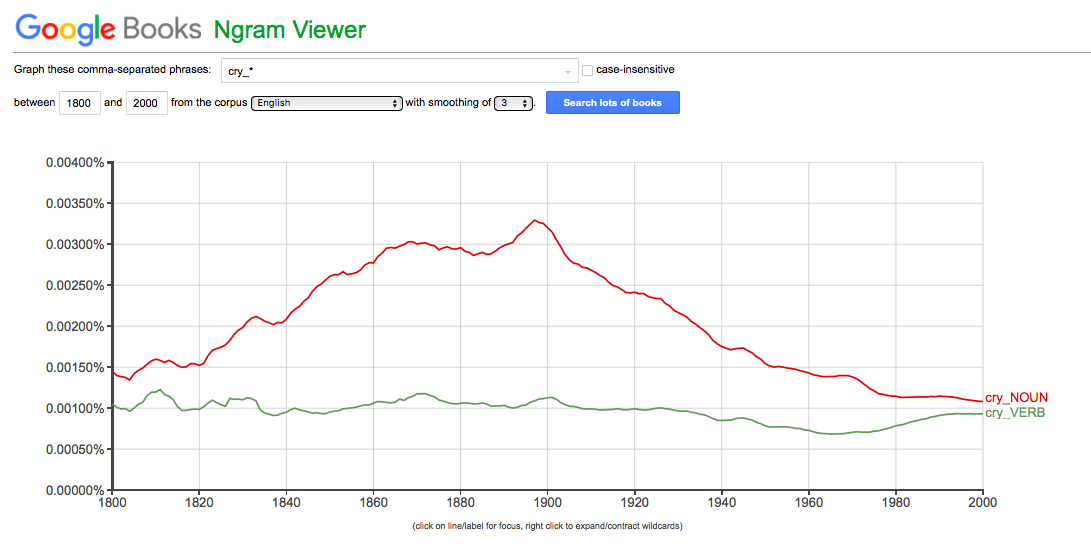 Google Books Ngram Viewer
Graph these comma-separated phrases: cry_* case-insensitive
between 1800 and 2000 from the corpus English with smoothing of 3 . Search lots of books
0.00400%
0.00350%
0.00300%
0.00250%
0.00200%
0.00150%
0.00100%
0.00050%
0.00000%
cry_NOUN
cry_VERB
1800 1820 1840 1860 1880 1900 1920 1940 1960 1980 2000
(click on line/label for focus, right click to expand/contract wildcards)